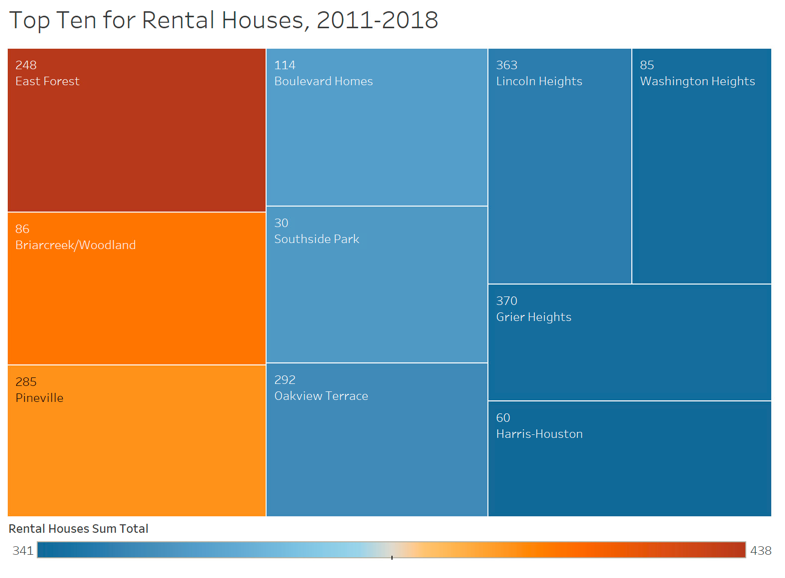 Top Ten for Rental Houses, 2011-2018
248
East Forest
86
Briarcreek/Woodland
285
Pineville
114
Boulevard Homes
30
Southside Park
292
Oakview Terrace
363
Lincoln Heights
85
Washington Heights
370
Grier Heights
60
Harris-Houston
Rental Houses Sum Total
341 438